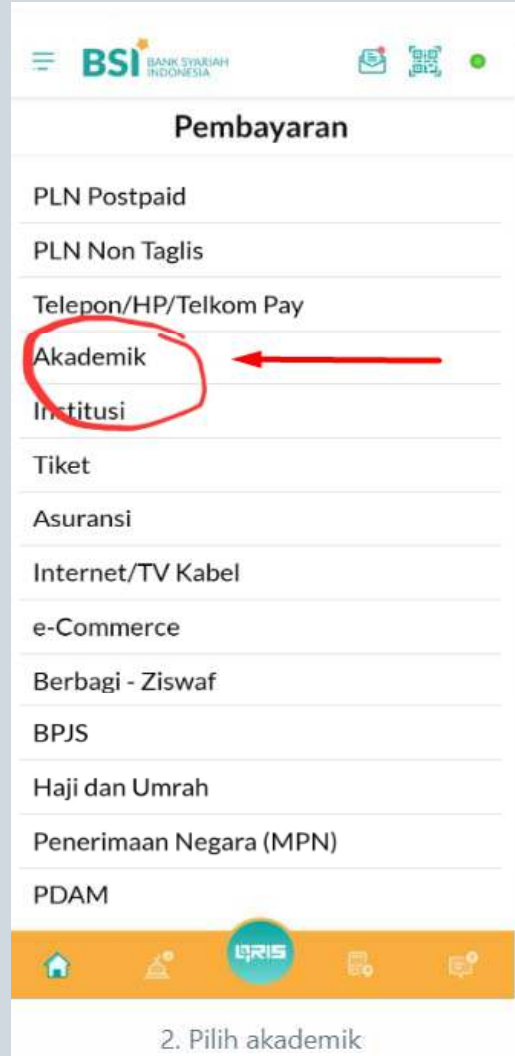 BSI BANK SYARIAH
INDONESIA
Pembayaran
PLN Postpaid
PLN Non Taglis
Telepon/HP/Telkom Pay
Akademik
Institusi
Tiket
Asuransi
Internet/TV Kabel
e-Commerce
Berbagi - Ziswaf
BPJS
Haji dan Umrah
Penerimaan Negara (MPN)
PDAM
QRIS
2. Pilih akademik